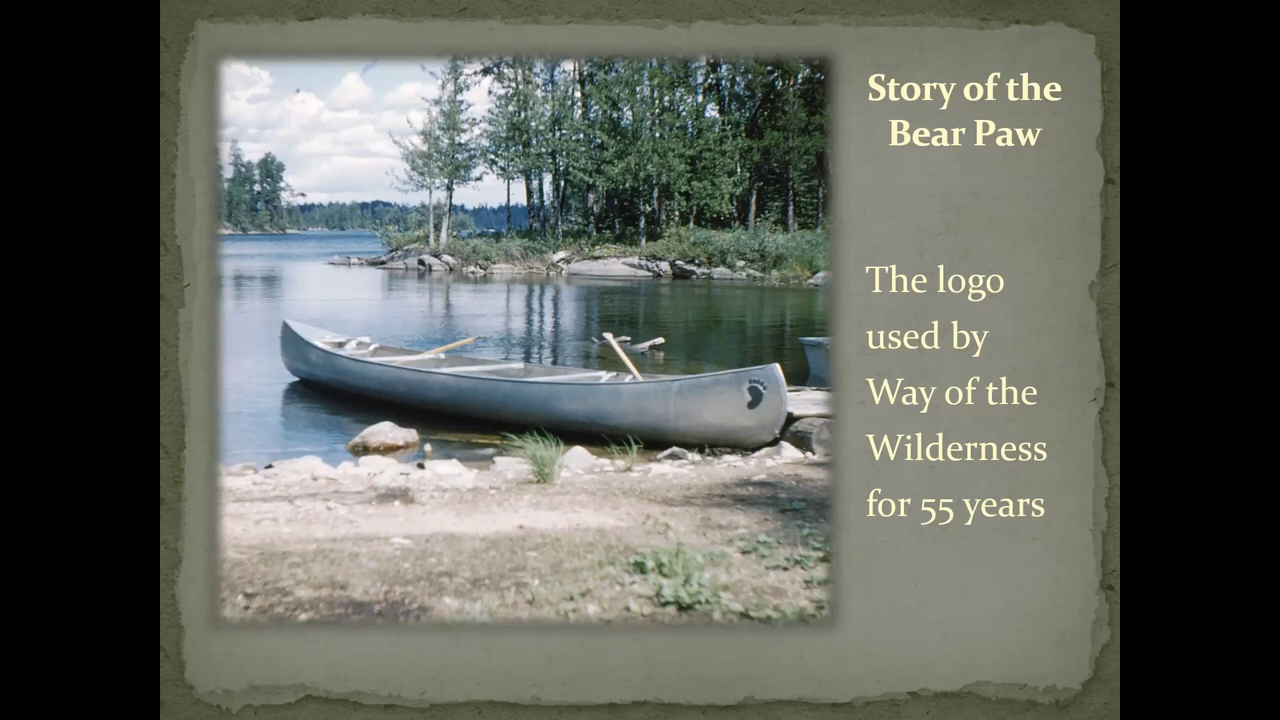 Story of the
Bear Paw
The logo
used by
Way of the
Wilderness
for 55 years